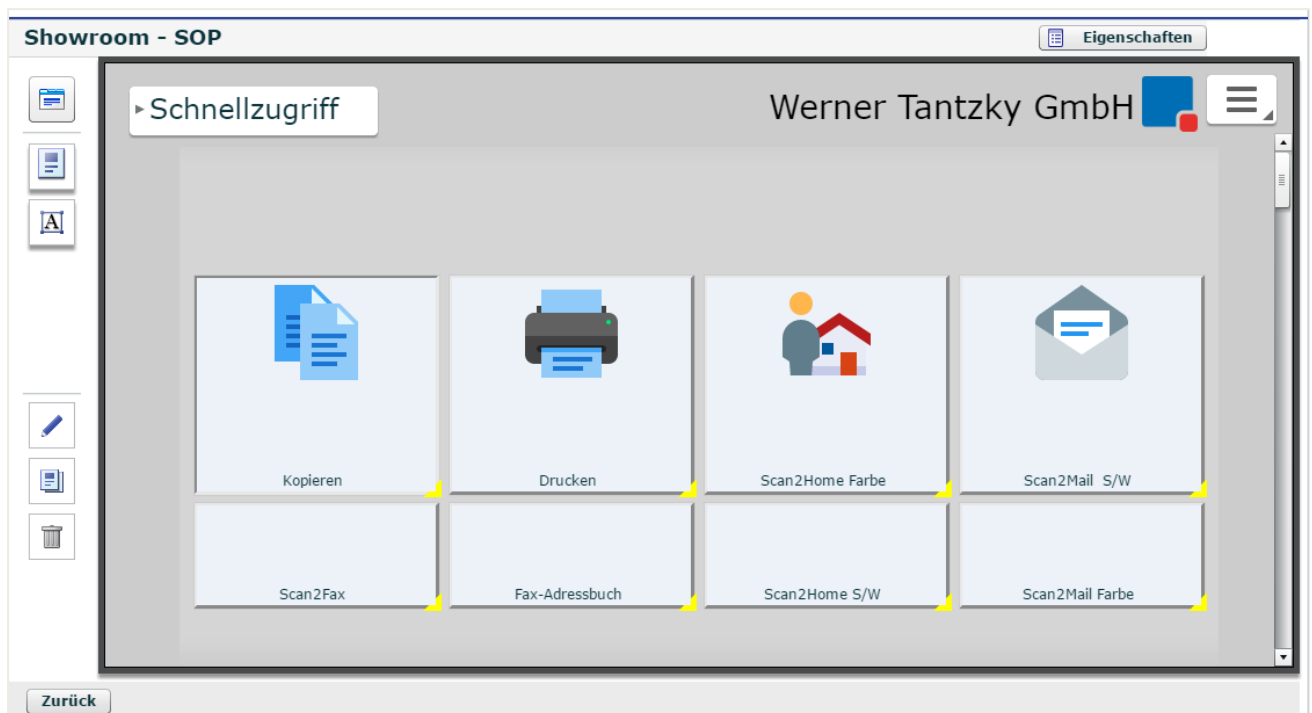 Showroom - SOP
Eigenschaften
Schnellzugriff
Werner Tantzky GmbH
A
Kopieren
Drucken
Scan2Home Farbe
Scan2Mail S/W
Scan2Fax
Fax-Adressbuch
Scan2Home S/W
Scan2Mail Farbe
Zurück